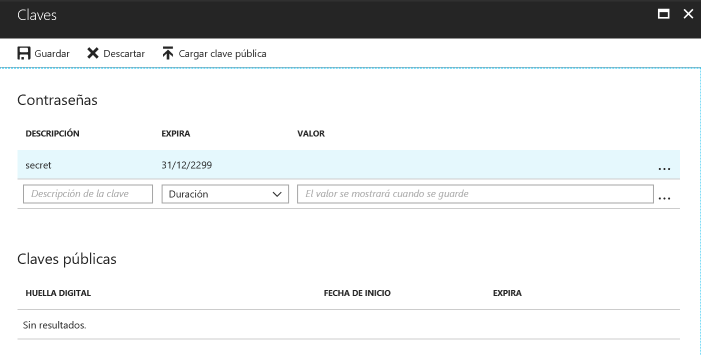 Claves
Guardar Descartar Cargar clave pública
Contraseñas
DESCRIPCIÓN EXPIRA VALOR
secret 31/12/2299 ...
Descripción de la clave Duración El valor se mostrará cuando se guarde ...
Claves públicas
HUELLA DIGITAL FECHA DE INICIO EXPIRA
Sin resultados.